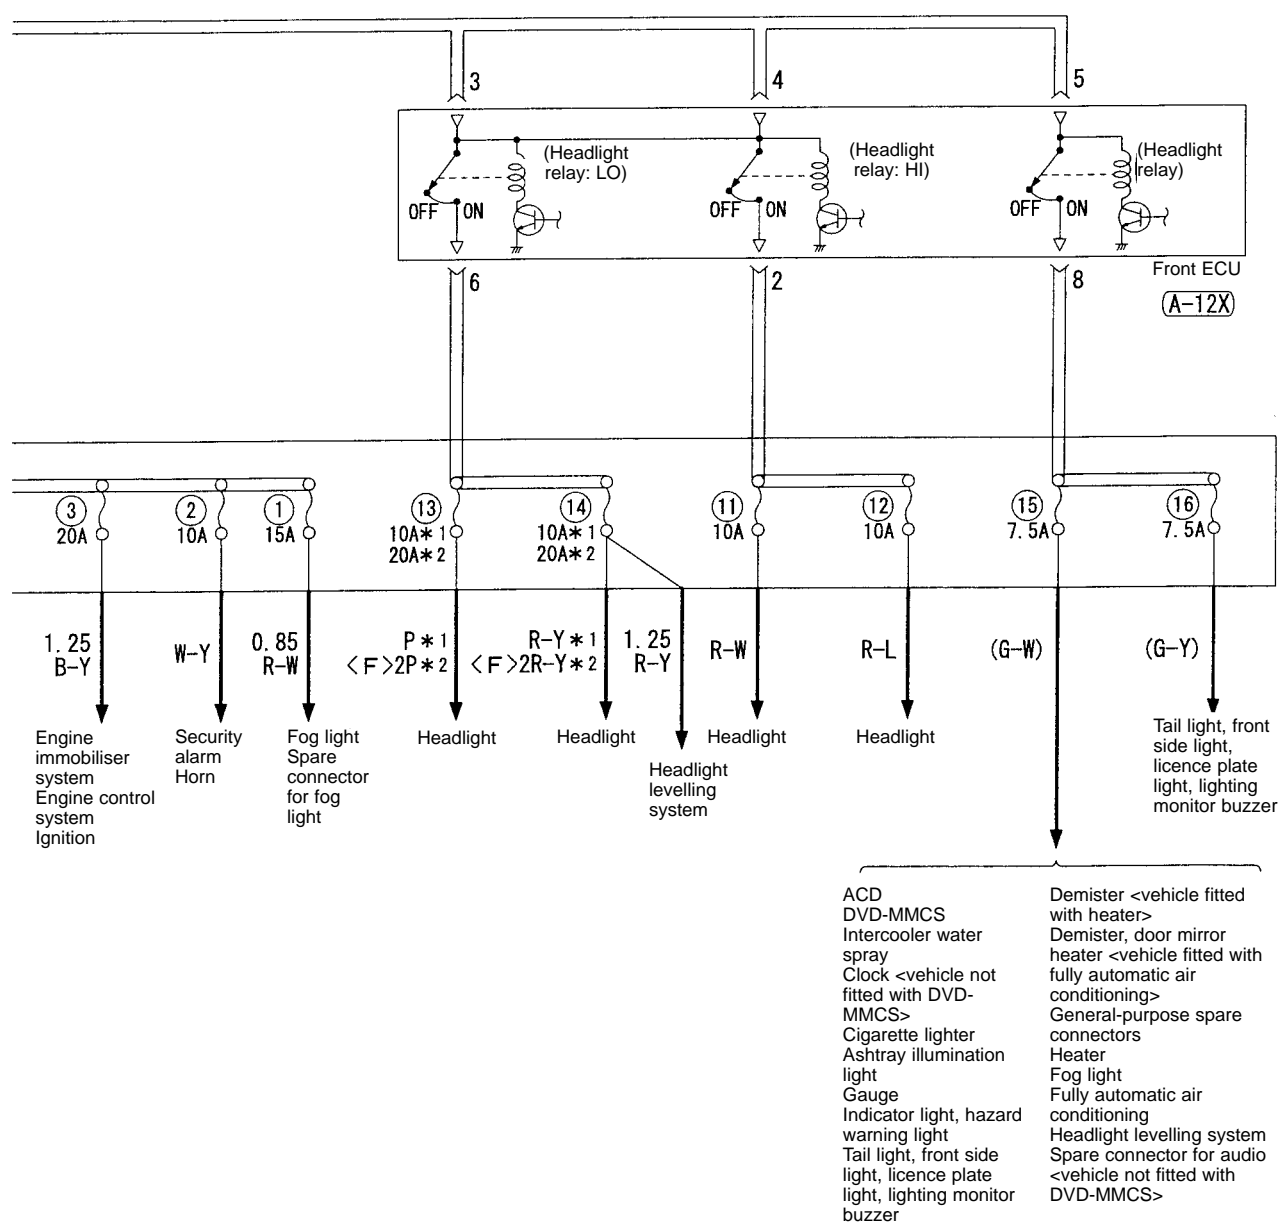 3
4
5
(Headlight
relay: LO)
(Headlight
relay: HI)
(Headlight
relay)
OFF ON
OFF ON
OFF ON
6
2
8
Front ECU
A-12X
3
20A
2
10A
1
15A
13
10A*1
20A*2
14
10A*1
20A*2
11
10A
12
10A
15
7.5A
16
7.5A
1.25
B-Y
W-Y
0.85
R-W
P*1
<F>2P*2
R-Y*1
<F>2R-Y*2
1.25
R-Y
R-W
R-L
(G-W)
(G-Y)
Engine
immobiliser
system
Engine control
system
Ignition
Security
alarm
Horn
Fog light
Spare
connector
for fog
light
Headlight
Headlight
Headlight
levelling
system
Headlight
Headlight
Tail light, front
side light,
licence plate
light, lighting
monitor buzzer
ACD
DVD-MMCS
Intercooler water
spray
Clock <vehicle not
fitted with DVD-
MMCS>
Cigarette lighter
Ashtray illumination
light
Gauge
Indicator light, hazard
warning light
Tail light, front side
light, licence plate
light, lighting monitor
buzzer
Demister <vehicle fitted
with heater>
Demister, door mirror
heater <vehicle fitted with
fully automatic air
conditioning>
General-purpose spare
connectors
Heater
Fog light
Fully automatic air
conditioning
Headlight levelling system
Spare connector for audio
<vehicle not fitted with
DVD-MMCS>